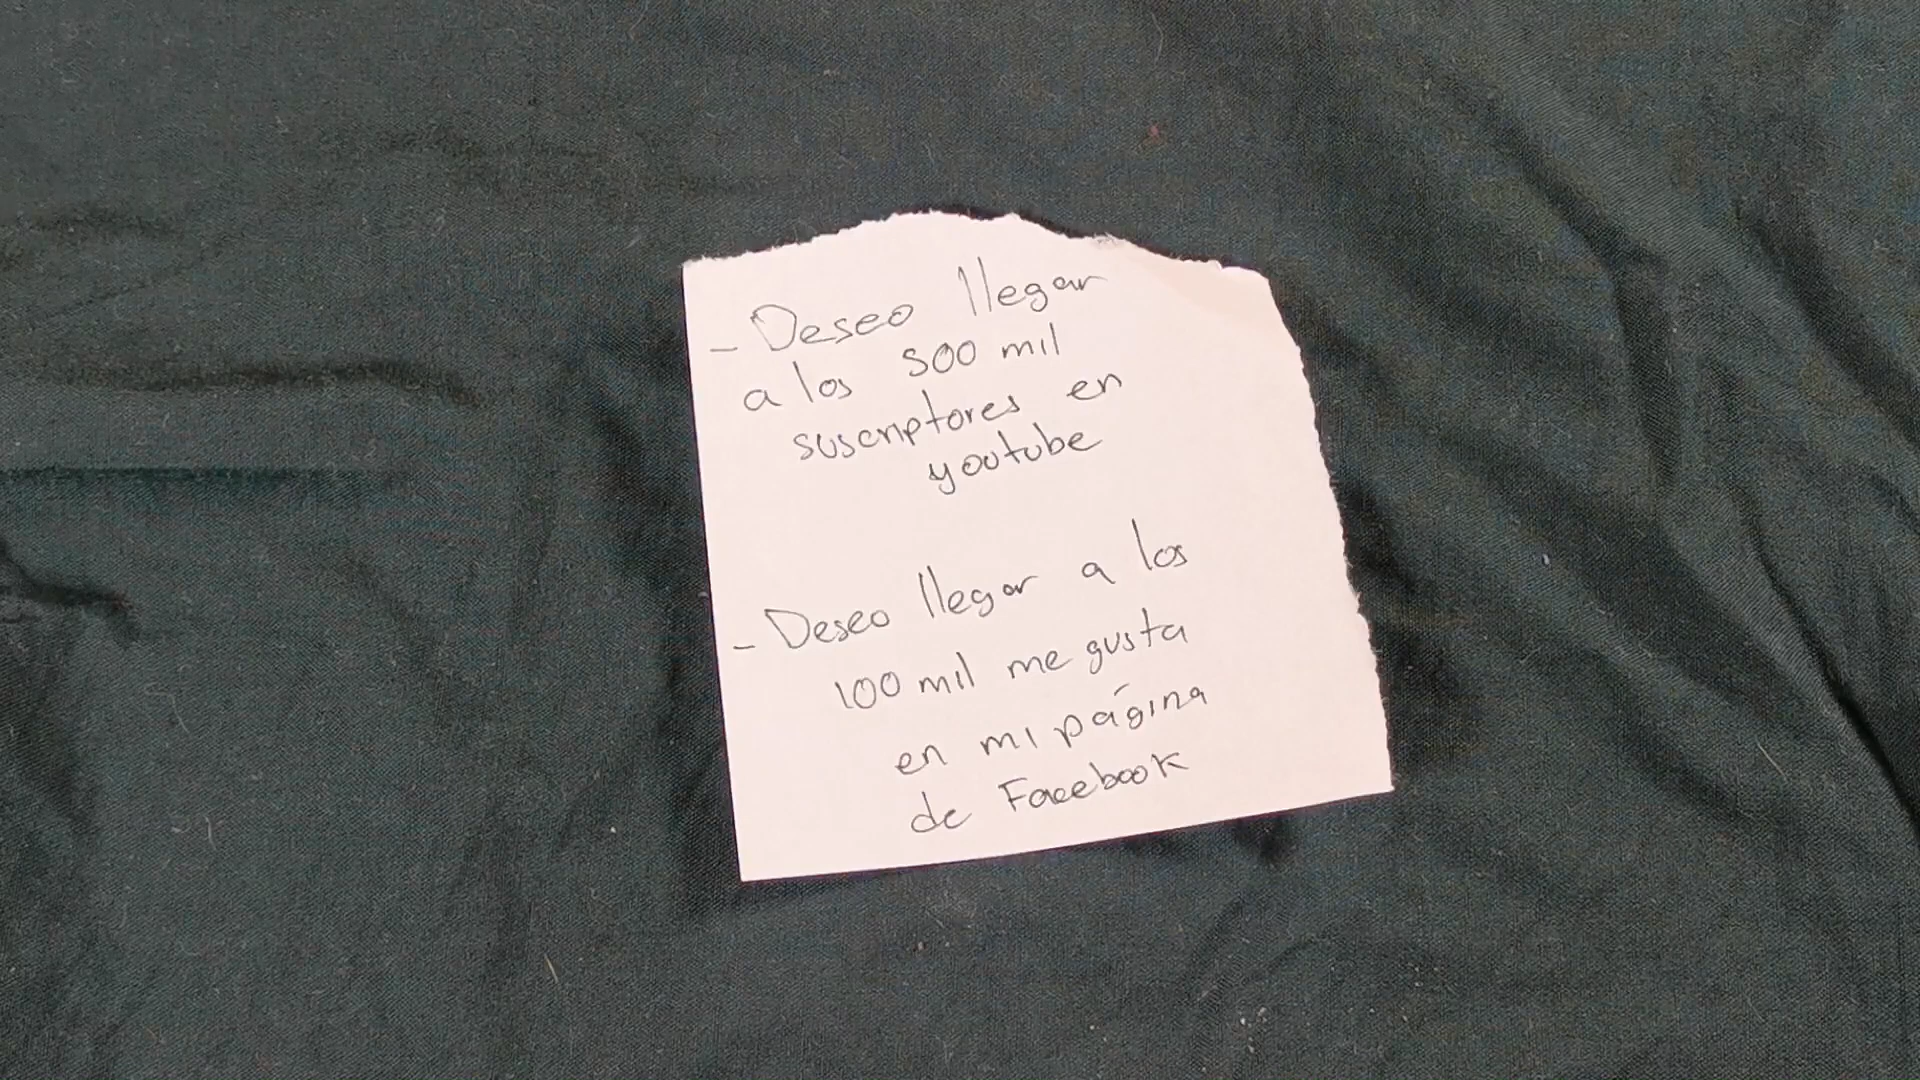 - Deseo llegar
a los 500 mil
suscriptores en
youtube
- Deseo llegar a los
100 mil me gusta
en mi página
de Facebook